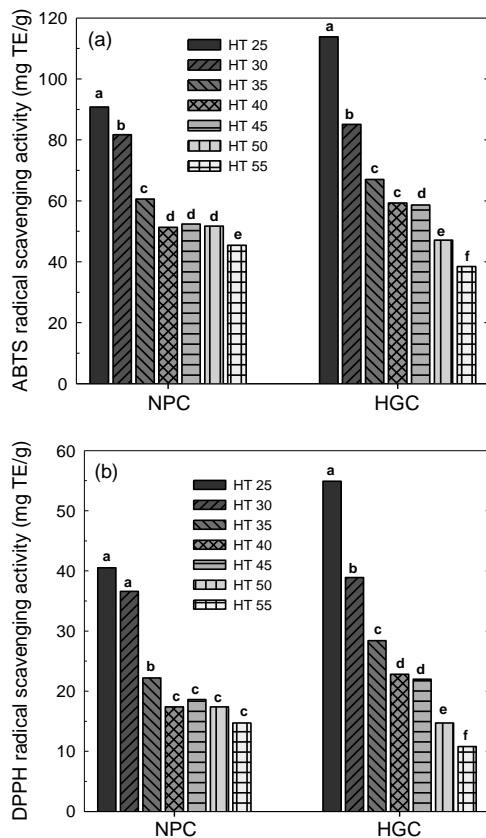 (a)
ABTS radical scavenging activity (mg TE/g)
120
100
80
60
40
20
0
HT 25
HT 30
HT 35
HT 40
HT 45
HT 50
HT 55
a
b
c
d
d
d
e
a
b
c
d
d
e
f
NPC
HGC
(b)
DPPH radical scavenging activity (mg TE/g)
60
50
40
30
20
10
0
HT 25
HT 30
HT 35
HT 40
HT 45
HT 50
HT 55
a
a
b
c
c
c
c
a
b
c
d
d
e
f
NPC
HGC